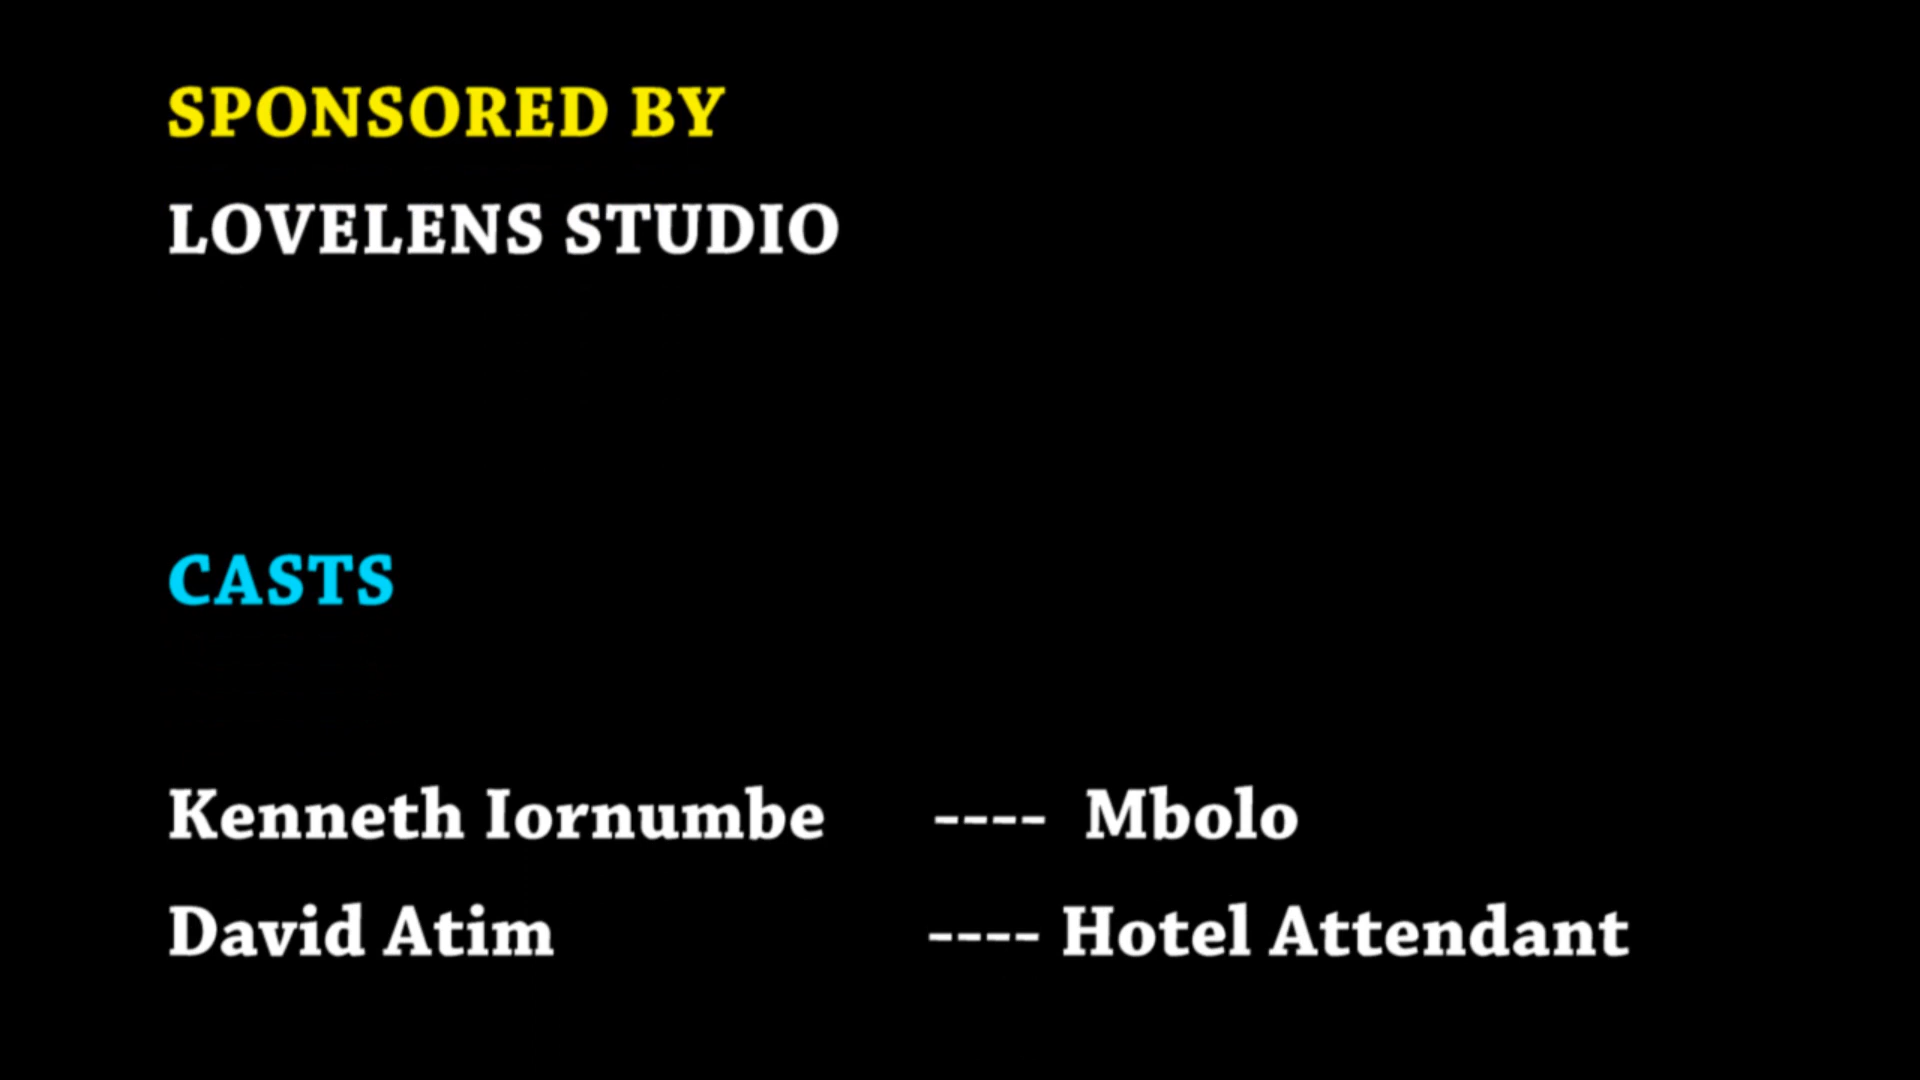 SPONSORED BY
LOVELENS STUDIO
CASTS
Kenneth Iornumbe ---- Mbolo
David Atim ---- Hotel Attendant